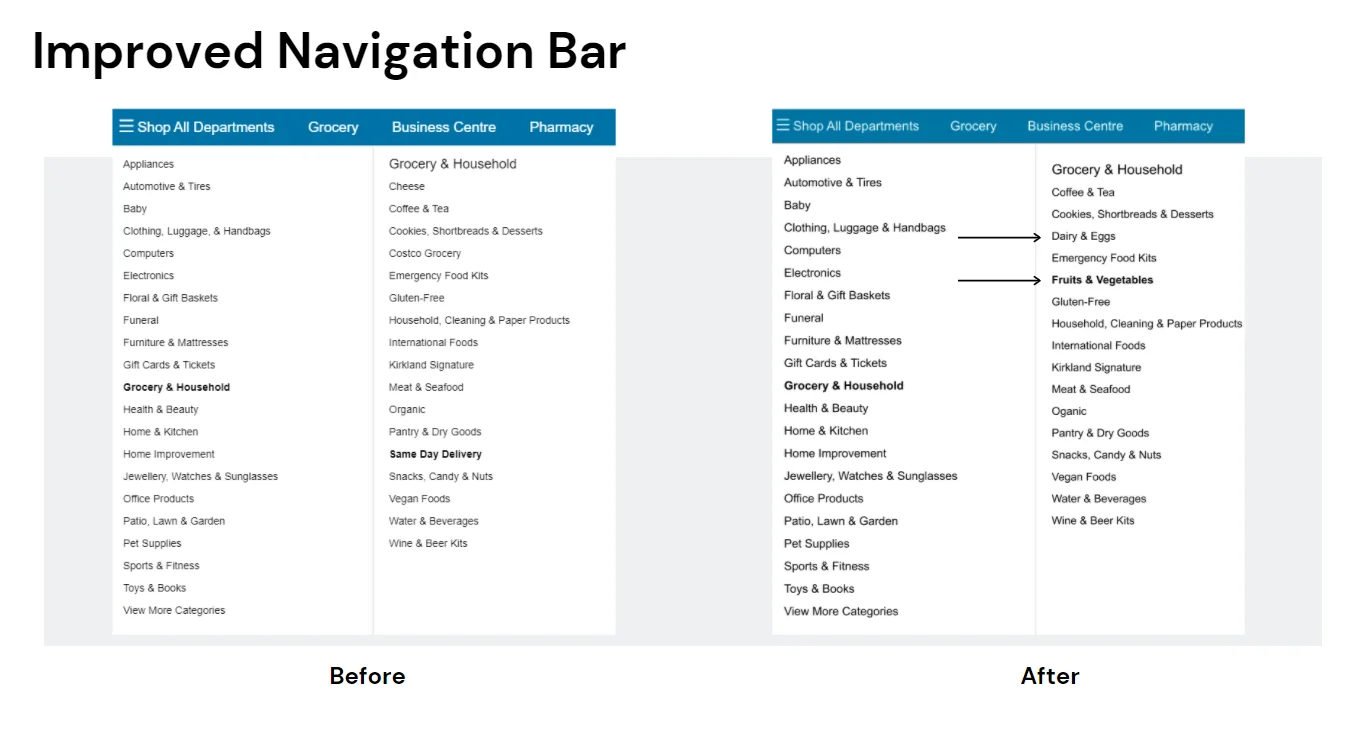 Improved Navigation Bar
Shop All Departments Grocery Business Centre Pharmacy
Appliances
Automotive & Tires
Baby
Clothing, Luggage, & Handbags
Computers
Electronics
Floral & Gift Baskets
Funeral
Furniture & Mattresses
Gift Cards & Tickets
Grocery & Household
Health & Beauty
Home & Kitchen
Home Improvement
Jewellery, Watches & Sunglasses
Office Products
Patio, Lawn & Garden
Pet Supplies
Sports & Fitness
Toys & Books
View More Categories
Grocery & Household
Cheese
Coffee & Tea
Cookies, Shortbreads & Desserts
Costco Grocery
Emergency Food Kits
Gluten-Free
Household, Cleaning & Paper Products
International Foods
Kirkland Signature
Meat & Seafood
Organic
Pantry & Dry Goods
Same Day Delivery
Snacks, Candy & Nuts
Vegan Foods
Water & Beverages
Wine & Beer Kits
Before
Shop All Departments Grocery Business Centre Pharmacy
Appliances
Automotive & Tires
Baby
Clothing, Luggage & Handbags
Computers
Electronics
Floral & Gift Baskets
Funeral
Furniture & Mattresses
Gift Cards & Tickets
Grocery & Household
Health & Beauty
Home & Kitchen
Home Improvement
Jewellery, Watches & Sunglasses
Office Products
Patio, Lawn & Garden
Pet Supplies
Sports & Fitness
Toys & Books
View More Categories
Grocery & Household
Coffee & Tea
Cookies, Shortbreads & Desserts
Dairy & Eggs
Emergency Food Kits
Fruits & Vegetables
Gluten-Free
Household, Cleaning & Paper Products
International Foods
Kirkland Signature
Meat & Seafood
Oganic
Pantry & Dry Goods
Snacks, Candy & Nuts
Vegan Foods
Water & Beverages
Wine & Beer Kits
After